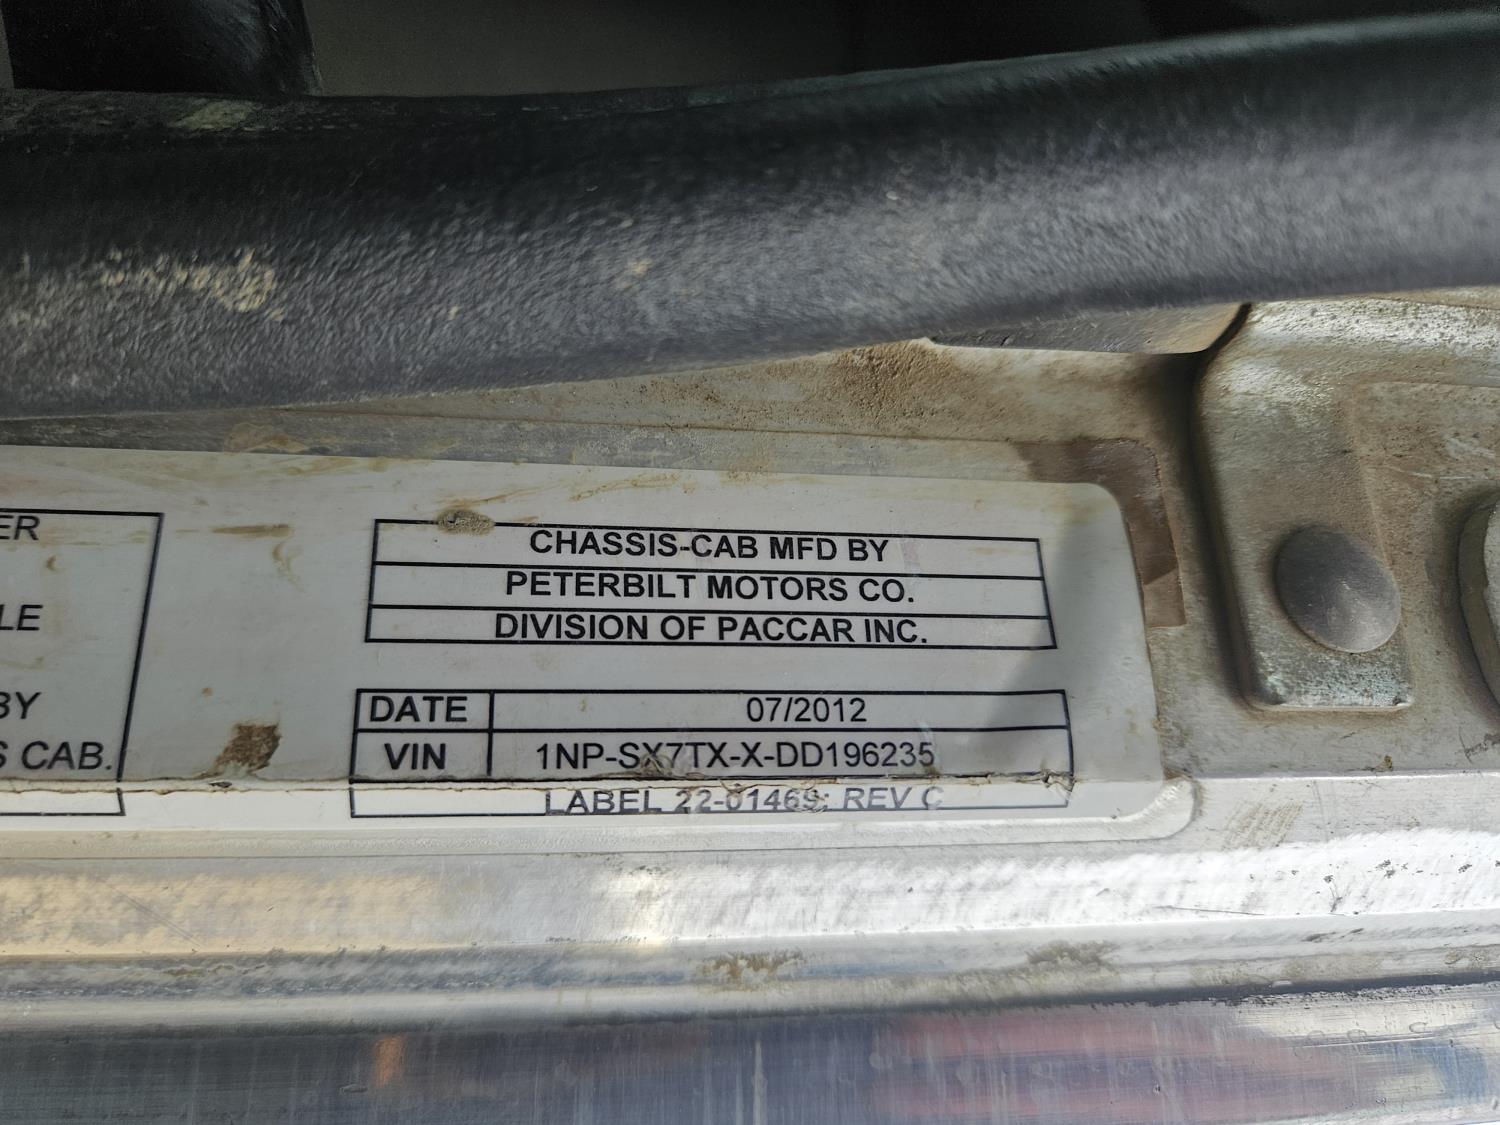 ER
LE
BY
S CAB.
CHASSIS-CAB MFD BY
PETERBILT MOTORS CO.
DIVISION OF PACCAR INC.
DATE 07/2012
VIN 1NP-SX7TX-X-DD196235
LABEL 22-01469: REV C